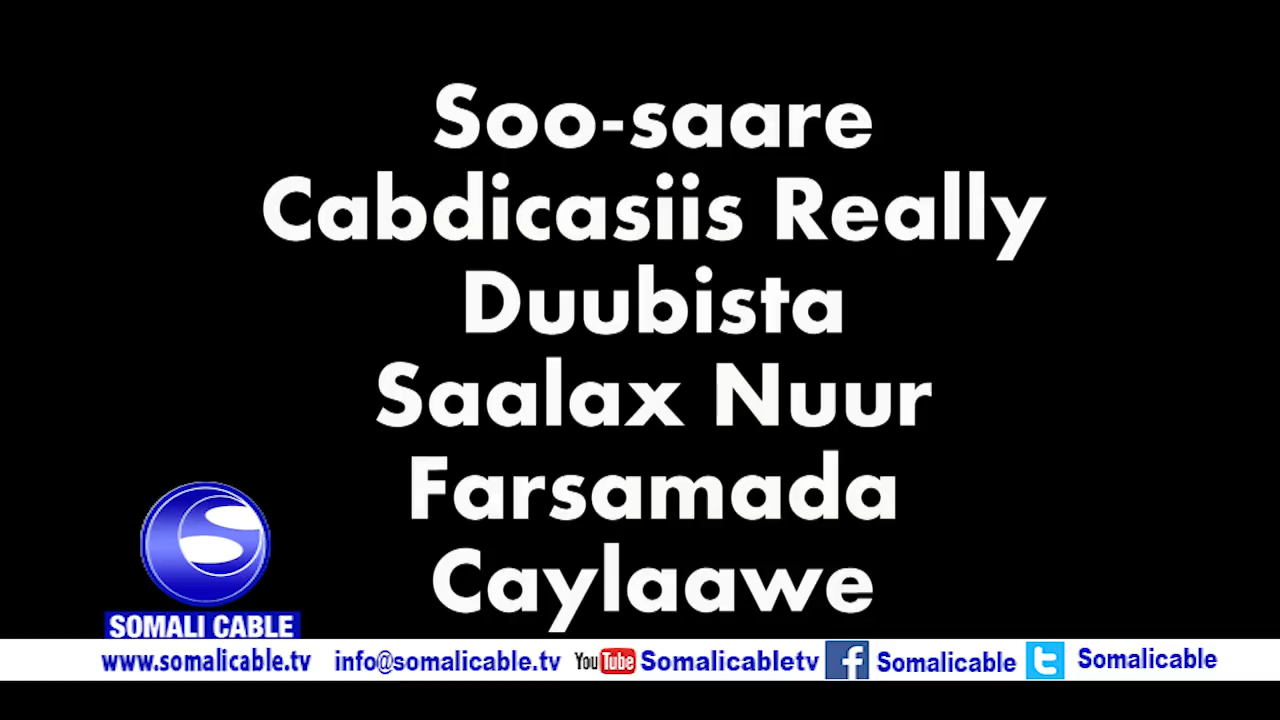 Soo-saare
Cabdicasiis Really
Duubista
Saalax Nuur
Farsamada
Caylaawe
SOMALI CABLE
www.somalicable.tv info@somalicable.tv YouTube Somalicabletv f Somalicable Somalicable